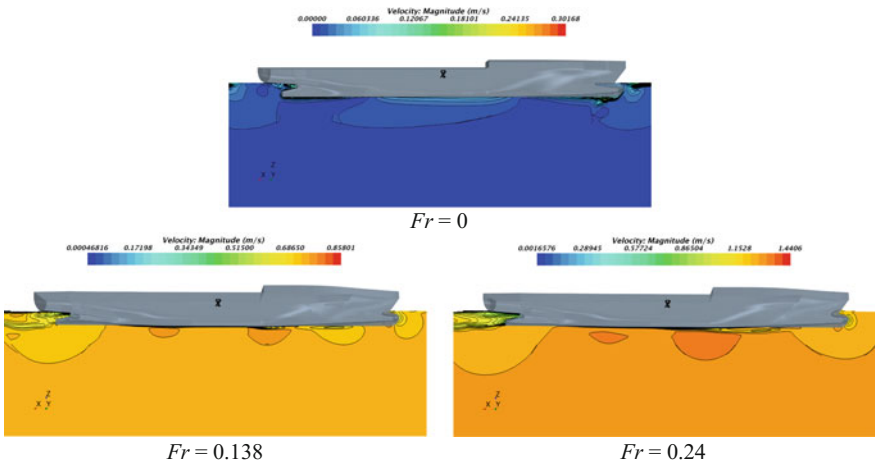 Velocity: Magnitude (m/s)
0.00000 0.060336 0.12067 0.18101 0.24135 0.30168
Z
X Y
Fr = 0
Velocity: Magnitude (m/s)
0.00046816 0.17198 0.34349 0.51500 0.68650 0.85801
Z
X Y
Fr = 0.138
Velocity: Magnitude (m/s)
0.0016576 0.28945 0.57724 0.86504 1.1528 1.4406
Z
X Y
Fr = 0.24